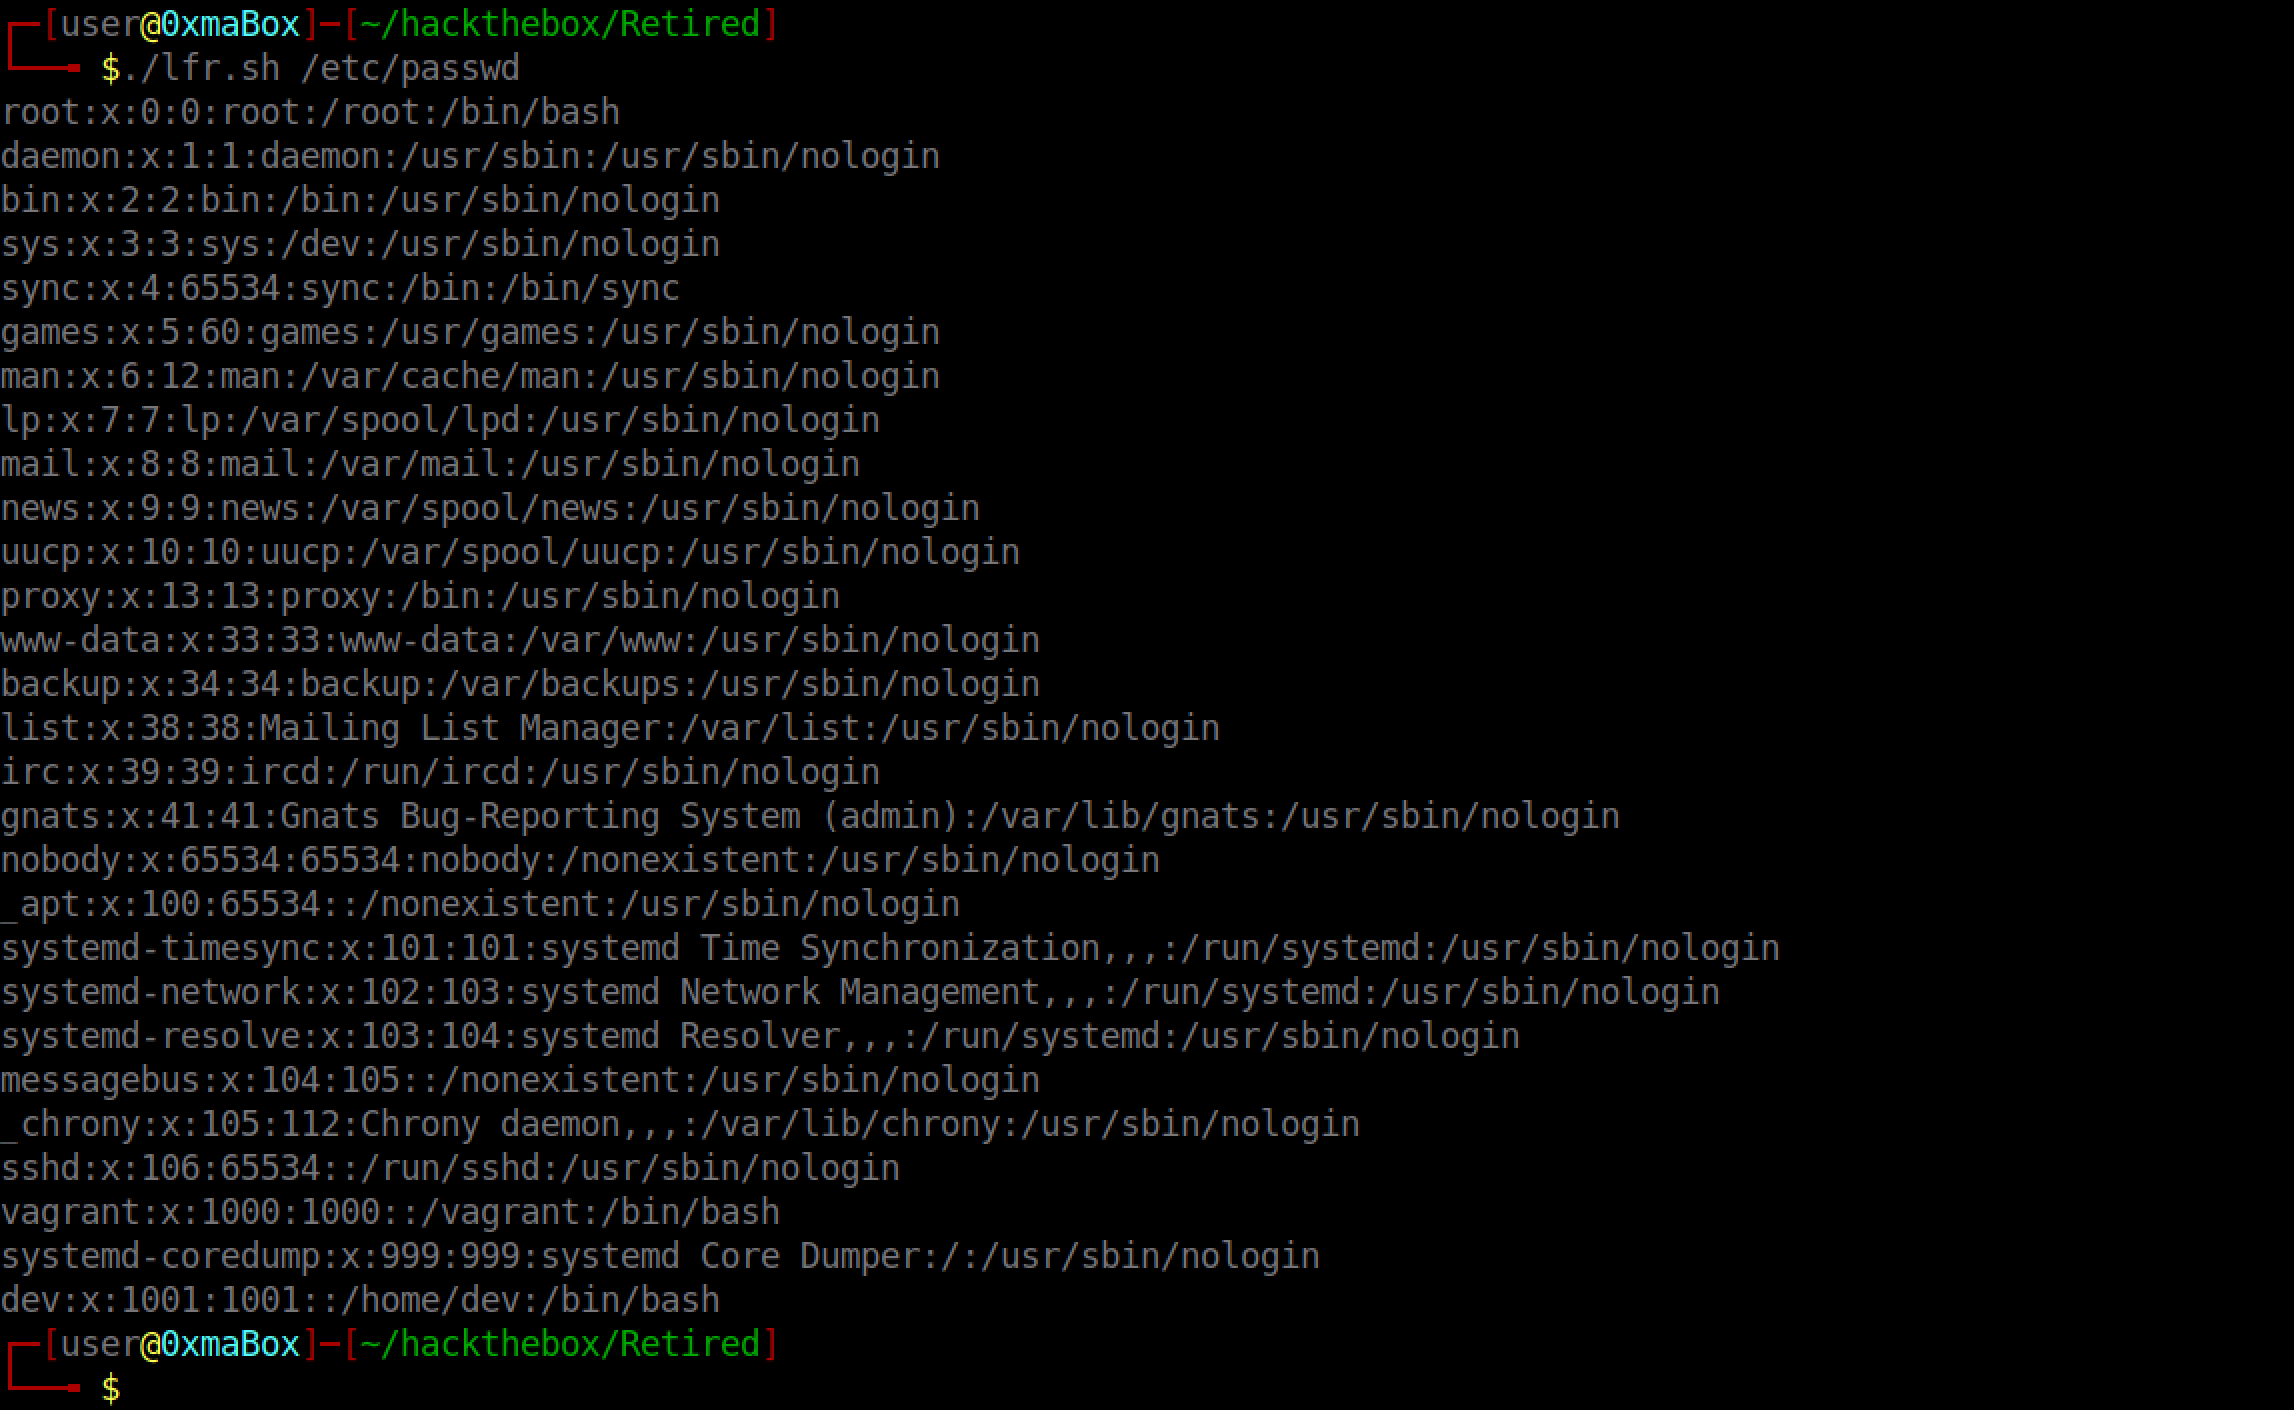 [user@0xmaBox]-[~/hackthebox/Retired]
$./lfr.sh /etc/passwd
root:x:0:0:root:/root:/bin/bash
daemon:x:1:1:daemon:/usr/sbin:/usr/sbin/nologin
bin:x:2:2:bin:/bin:/usr/sbin/nologin
sys:x:3:3:sys:/dev:/usr/sbin/nologin
sync:x:4:65534:sync:/bin:/bin/sync
games:x:5:60:games:/usr/games:/usr/sbin/nologin
man:x:6:12:man:/var/cache/man:/usr/sbin/nologin
lp:x:7:7:lp:/var/spool/lpd:/usr/sbin/nologin
mail:x:8:8:mail:/var/mail:/usr/sbin/nologin
news:x:9:9:news:/var/spool/news:/usr/sbin/nologin
uucp:x:10:10:uucp:/var/spool/uucp:/usr/sbin/nologin
proxy:x:13:13:proxy:/bin:/usr/sbin/nologin
www-data:x:33:33:www-data:/var/www:/usr/sbin/nologin
backup:x:34:34:backup:/var/backups:/usr/sbin/nologin
list:x:38:38:Mailing List Manager:/var/list:/usr/sbin/nologin
irc:x:39:39:ircd:/run/ircd:/usr/sbin/nologin
gnats:x:41:41:Gnats Bug-Reporting System (admin):/var/lib/gnats:/usr/sbin/nologin
nobody:x:65534:65534:nobody:/nonexistent:/usr/sbin/nologin
_apt:x:100:65534::/nonexistent:/usr/sbin/nologin
systemd-timesync:x:101:101:systemd Time Synchronization,,,:/run/systemd:/usr/sbin/nologin
systemd-network:x:102:103:systemd Network Management,,,:/run/systemd:/usr/sbin/nologin
systemd-resolve:x:103:104:systemd Resolver,,,:/run/systemd:/usr/sbin/nologin
messagebus:x:104:105::/nonexistent:/usr/sbin/nologin
_chrony:x:105:112:Chrony daemon,,,:/var/lib/chrony:/usr/sbin/nologin
sshd:x:106:65534::/run/sshd:/usr/sbin/nologin
vagrant:x:1000:1000::/vagrant:/bin/bash
systemd-coredump:x:999:999:systemd Core Dumper:/:/usr/sbin/nologin
dev:x:1001:1001::/home/dev:/bin/bash
[user@0xmaBox]-[~/hackthebox/Retired]
$